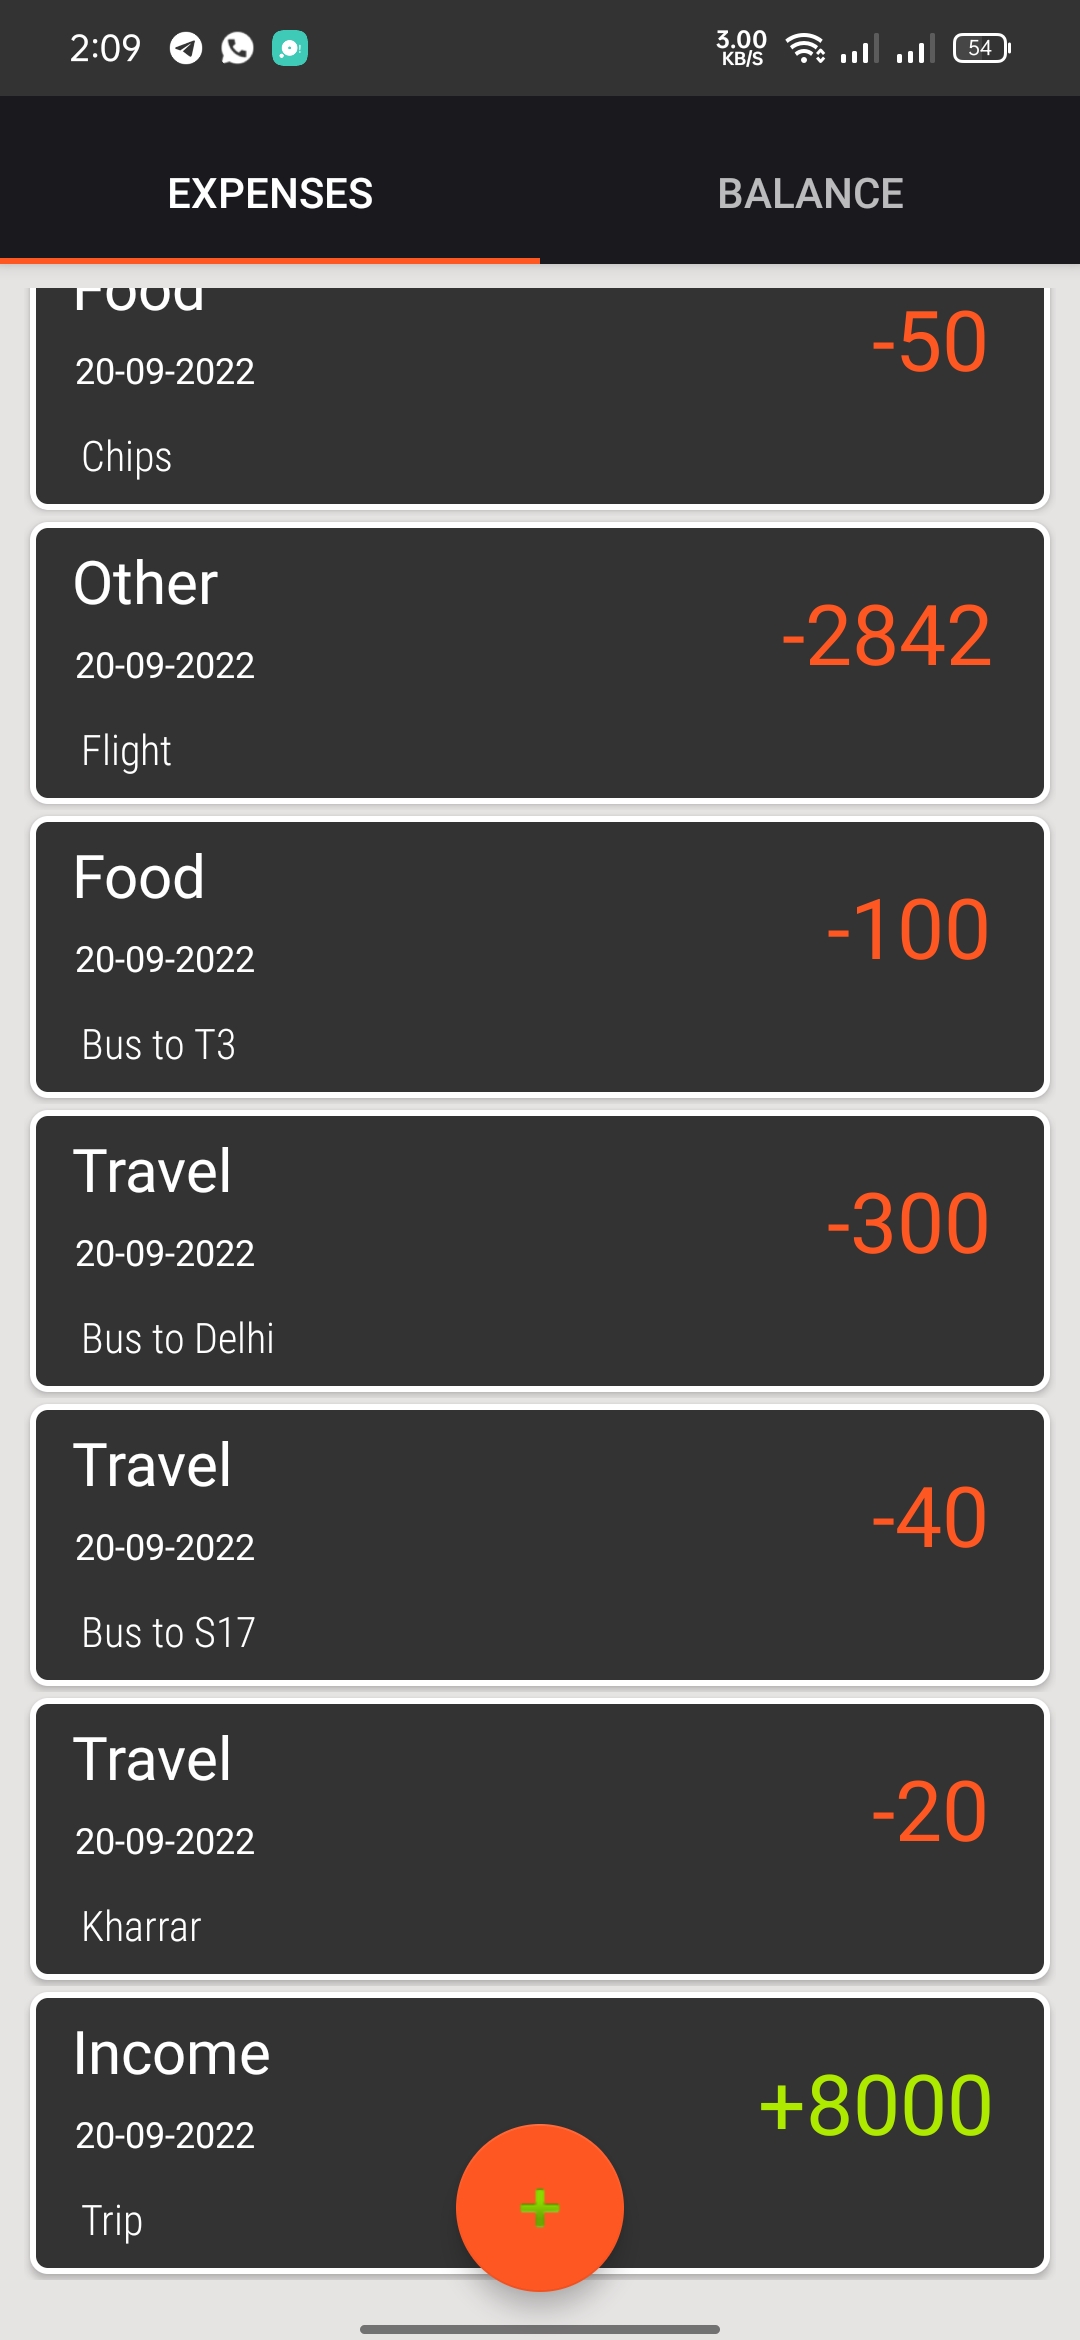 2:09 3.00 KB/S 54
EXPENSES BALANCE
Food
-50
20-09-2022
Chips
Other
-2842
20-09-2022
Flight
Food
-100
20-09-2022
Bus to T3
Travel
-300
20-09-2022
Bus to Delhi
Travel
-40
20-09-2022
Bus to S17
Travel
-20
20-09-2022
Kharrar
Income
+8000
20-09-2022
Trip
+